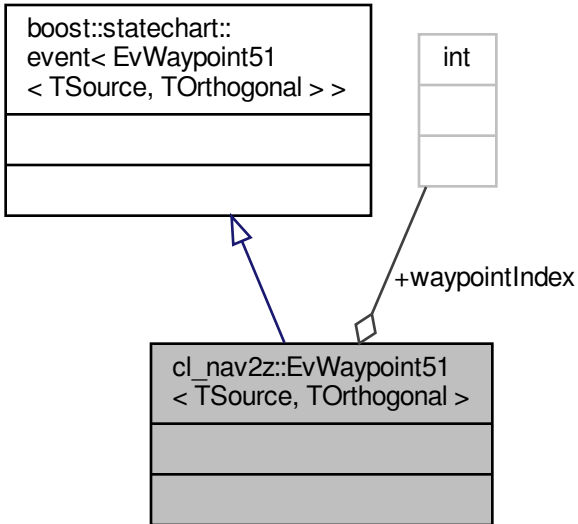 boost::statechart::
event< EvWaypoint51
< TSource, TOrthogonal > >
int
+waypointIndex
cl_nav2z::EvWaypoint51
< TSource, TOrthogonal >